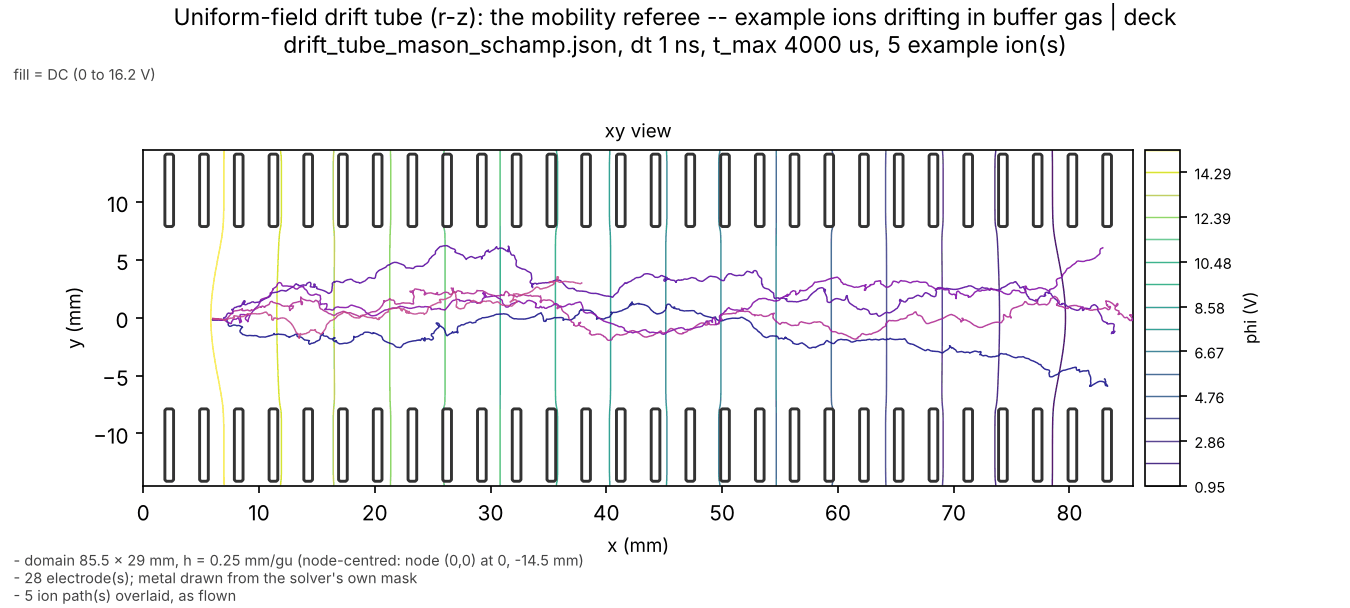 Uniform-field drift tube (r-z): the mobility referee -- example ions drifting in buffer gas | deck
drift_tube_mason_schamp.json, dt 1 ns, t_max 4000 us, 5 example ion(s)
fill = DC (0 to 16.2 V)
xy view
10
5
0
−5
−10
y (mm)
0 10 20 30 40 50 60 70 80
x (mm)
14.29
12.39
10.48
8.58
6.67
4.76
2.86
0.95
phi (V)
- domain 85.5 × 29 mm, h = 0.25 mm/gu (node-centred: node (0,0) at 0, -14.5 mm)
- 28 electrode(s); metal drawn from the solver's own mask
- 5 ion path(s) overlaid, as flown